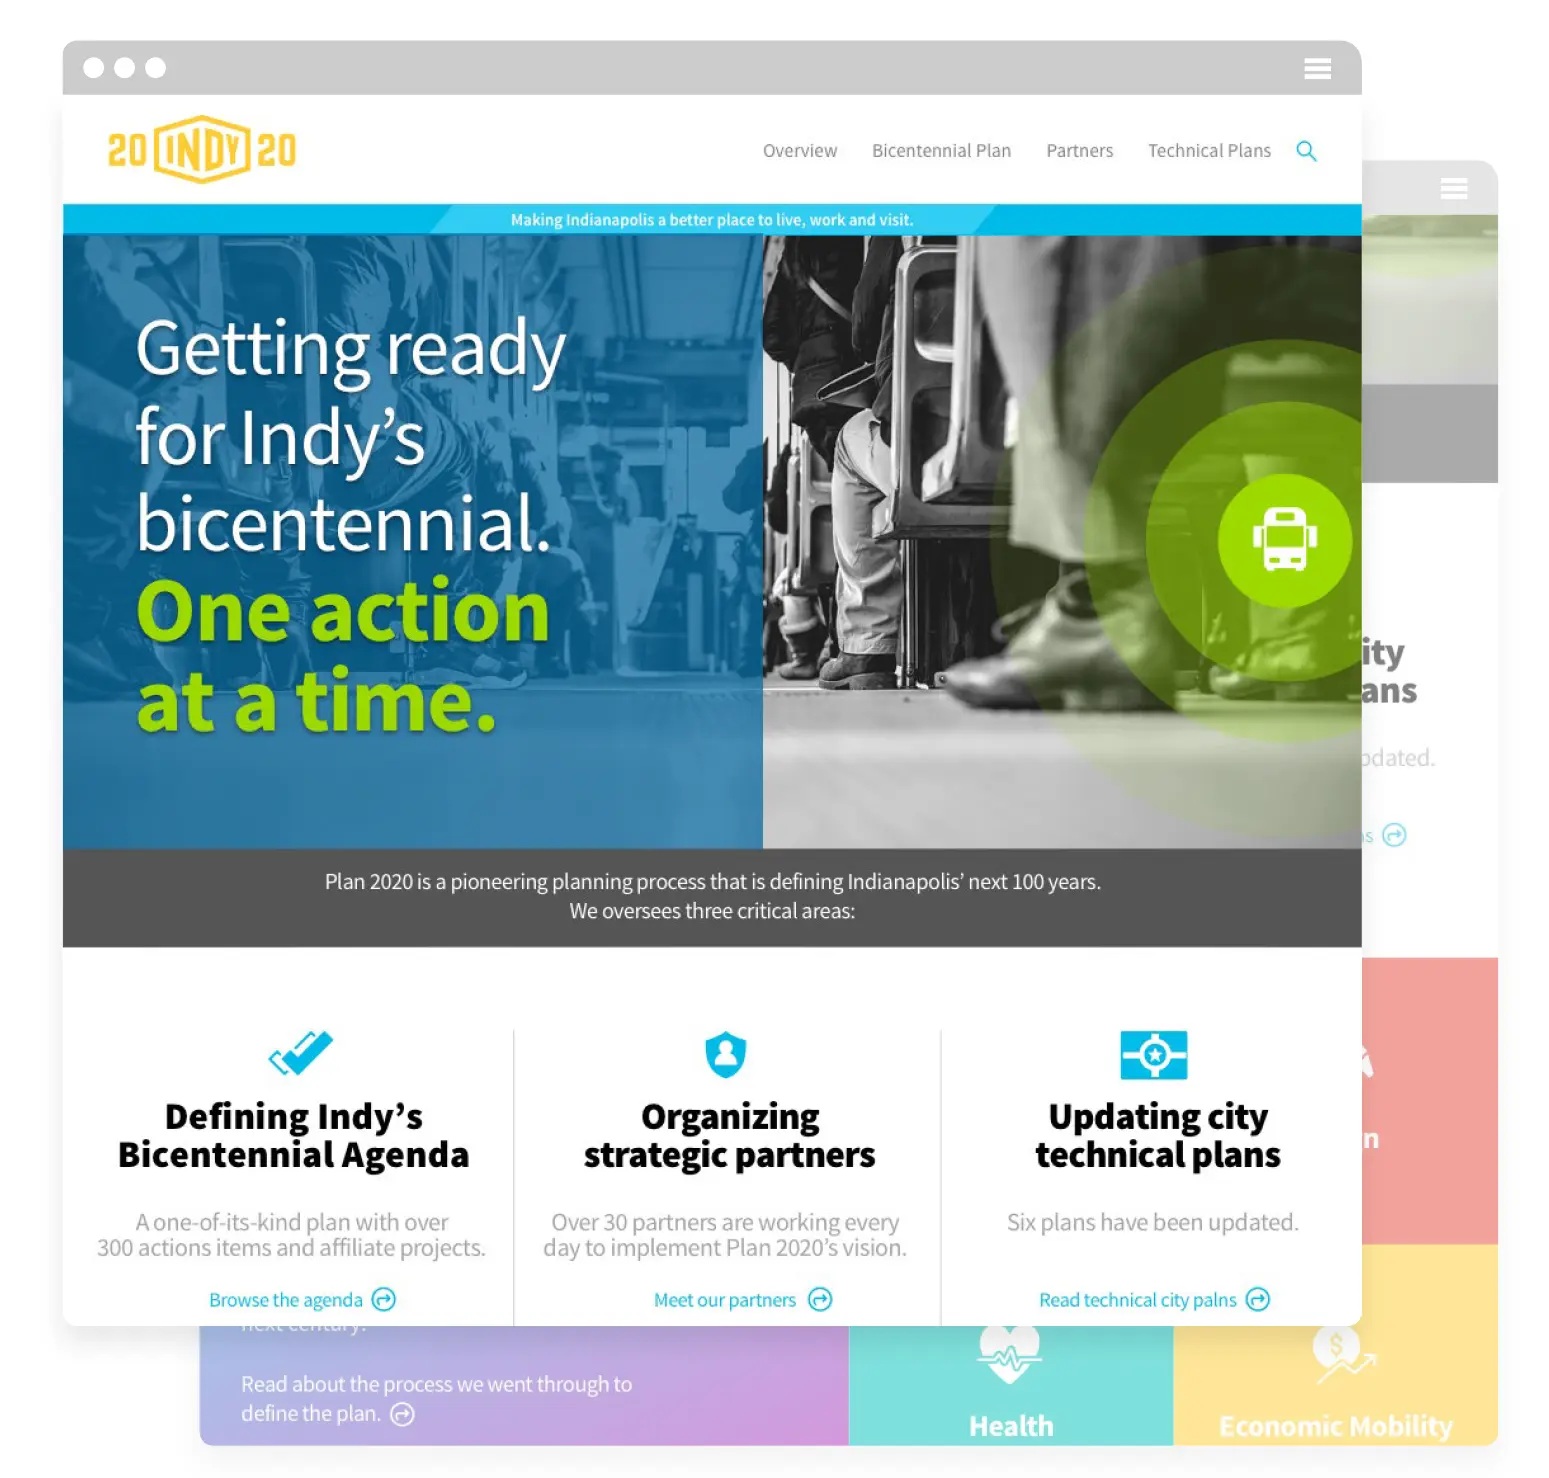 20 INDY 20
Overview Bicentennial Plan Partners Technical Plans
Making Indianapolis a better place to live, work and visit.
Getting ready
for Indy’s
bicentennial.
One action
at a time.
Plan 2020 is a pioneering planning process that is defining Indianapolis’ next 100 years.
We oversees three critical areas:
Defining Indy’s
Bicentennial Agenda
A one-of-its-kind plan with over
300 actions items and affiliate projects.
Browse the agenda
Organizing
strategic partners
Over 30 partners are working every
day to implement Plan 2020’s vision.
Meet our partners
Updating city
technical plans
Six plans have been updated.
Read technical city palns
ity
ans
pdated.
next century.
Read about the process we went through to
define the plan.
Health
$
Economic Mobility